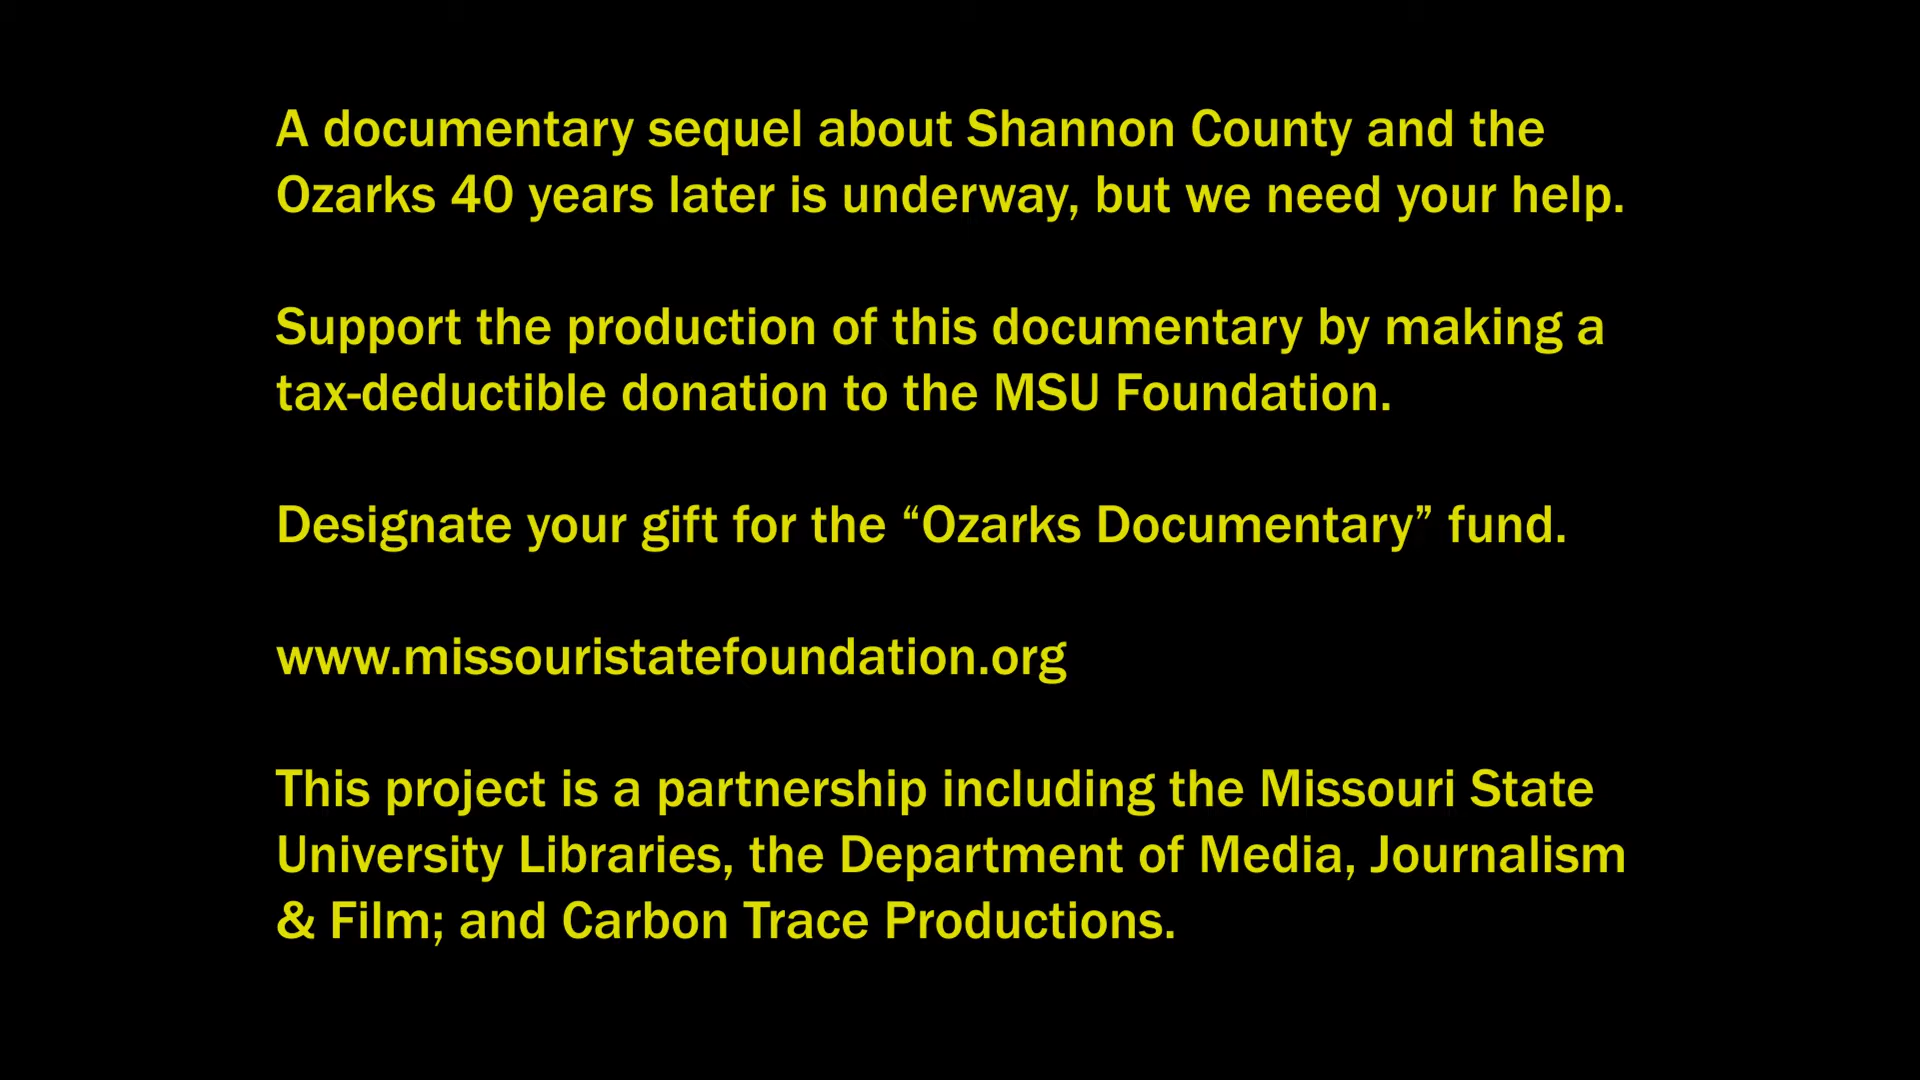 A documentary sequel about Shannon County and the
Ozarks 40 years later is underway, but we need your help.
Support the production of this documentary by making a
tax-deductible donation to the MSU Foundation.
Designate your gift for the “Ozarks Documentary” fund.
www.missouristatefoundation.org
This project is a partnership including the Missouri State
University Libraries, the Department of Media, Journalism
& Film; and Carbon Trace Productions.